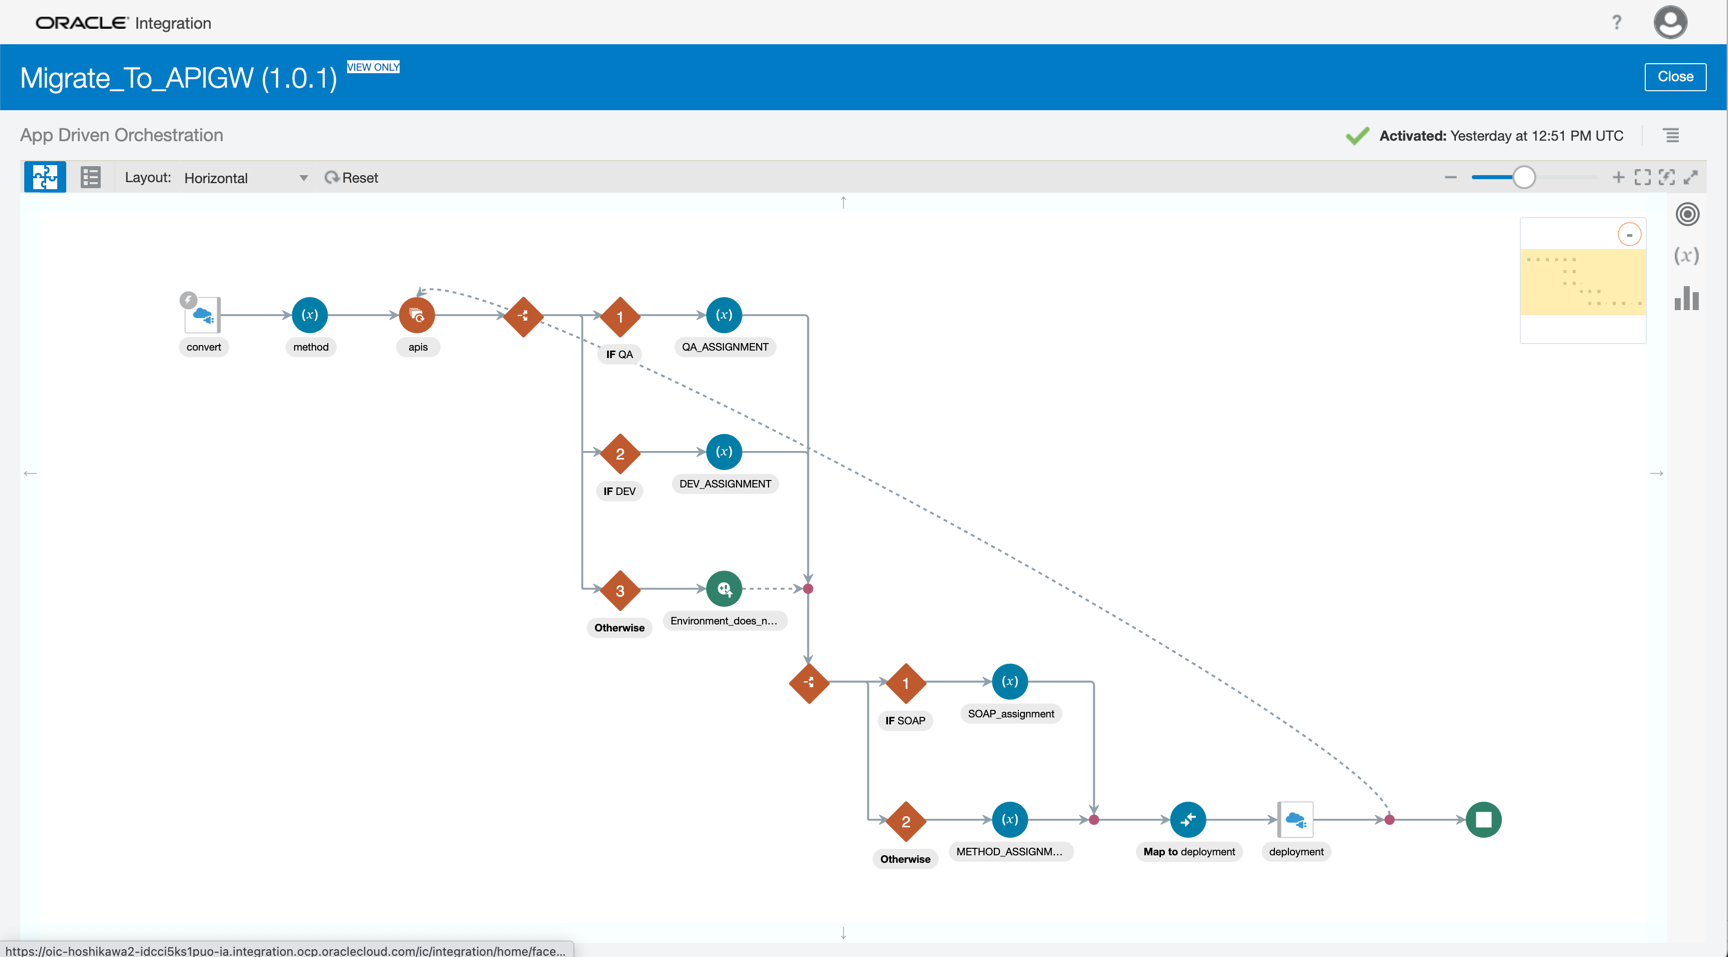 ORACLE Integration
?
Migrate_To_APIGW (1.0.1) VIEW ONLY
Close
App Driven Orchestration
Activated: Yesterday at 12:51 PM UTC
Layout: Horizontal
Reset
(x)
convert
(x)
method
apis
1
IF QA
(x)
QA_ASSIGNMENT
2
IF DEV
(x)
DEV_ASSIGNMENT
3
Otherwise
Environment_does_n...
1
IF SOAP
(x)
SOAP_assignment
2
Otherwise
(x)
METHOD_ASSIGNM...
Map to deployment
deployment
https://oic-hoshikawa2-idcci5ks1puo-ia.integration.ocp.oraclecloud.com/ic/integration/home/face...